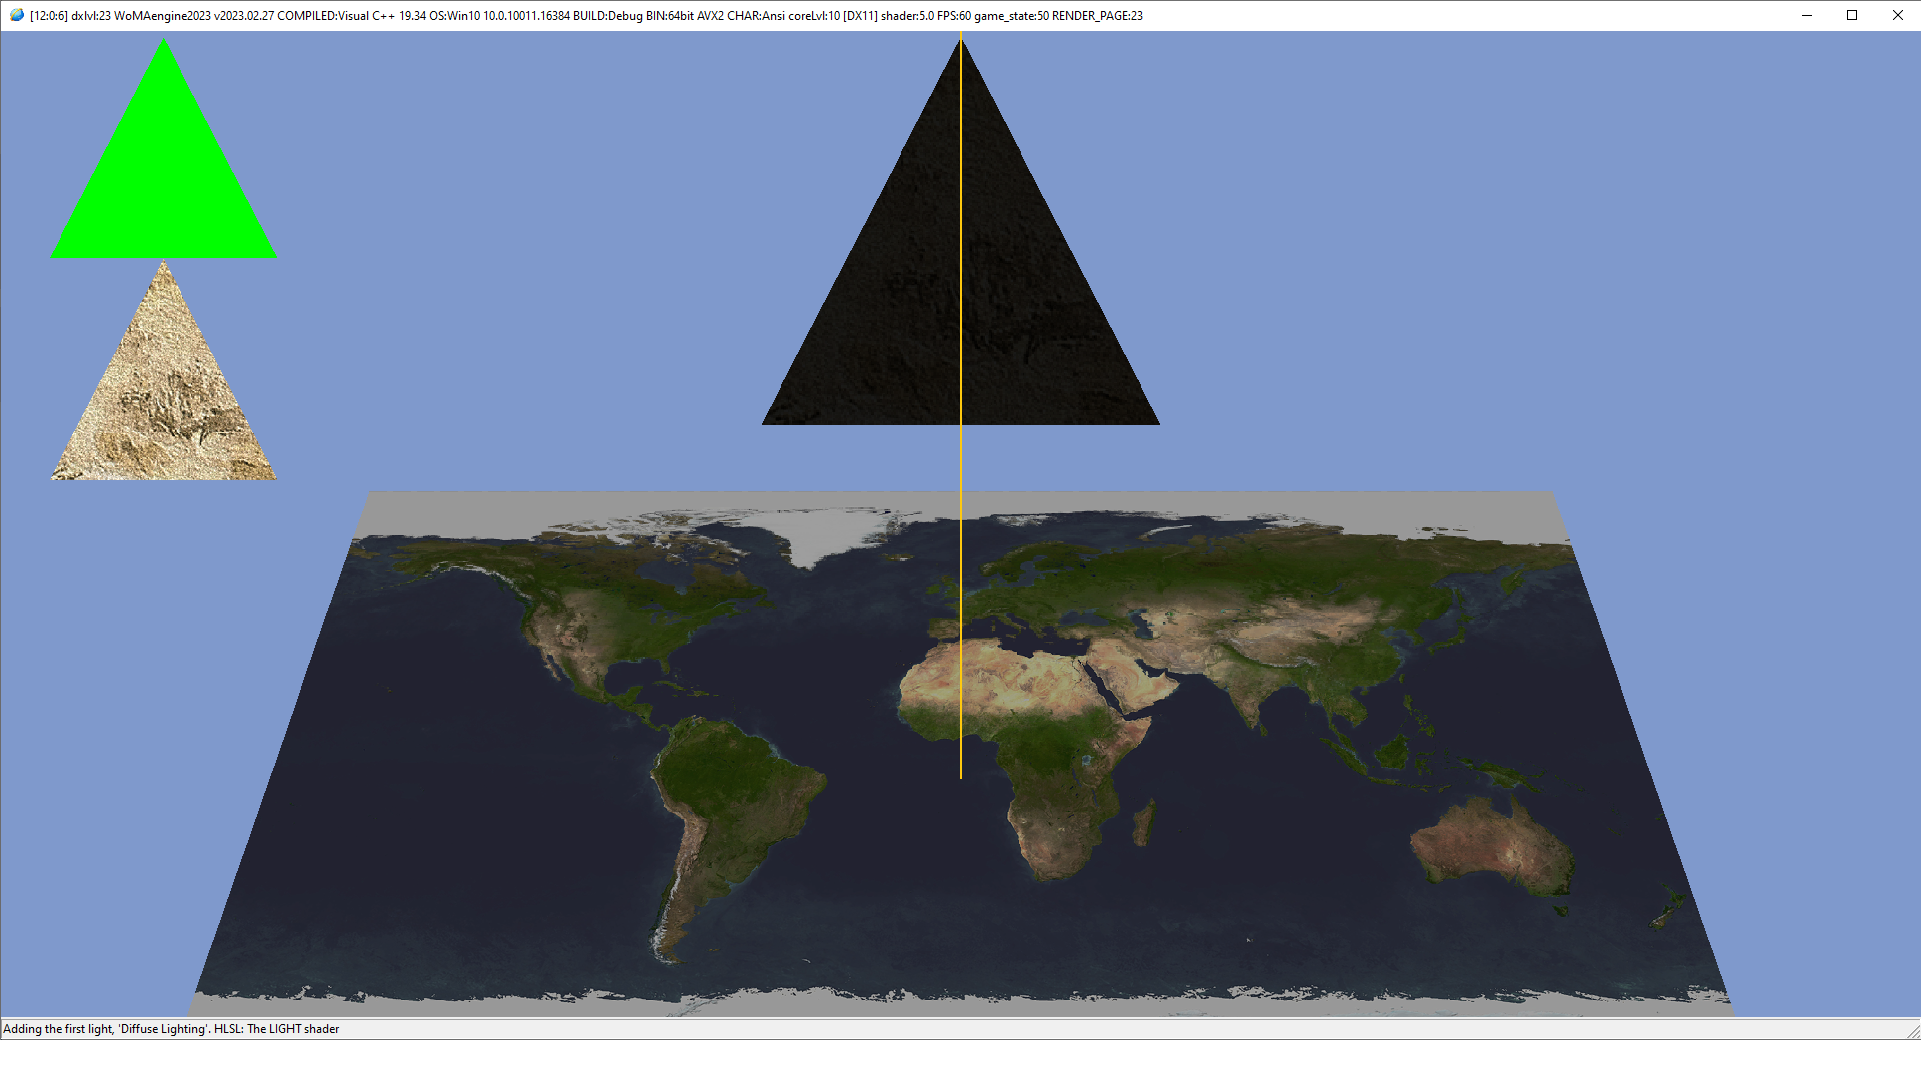 [12:0:6] dxlvl:23 WoMAengine2023 v2023.02.27 COMPILED:Visual C++ 19.34 OS:Win10 10.0.10011.16384 BUILD:Debug BIN:64bit AVX2 CHAR:Ansi coreLvl:10 [DX11] shader:5.0 FPS:60 game_state:50 RENDER_PAGE:23
Adding the first light, 'Diffuse Lighting'. HLSL: The LIGHT shader